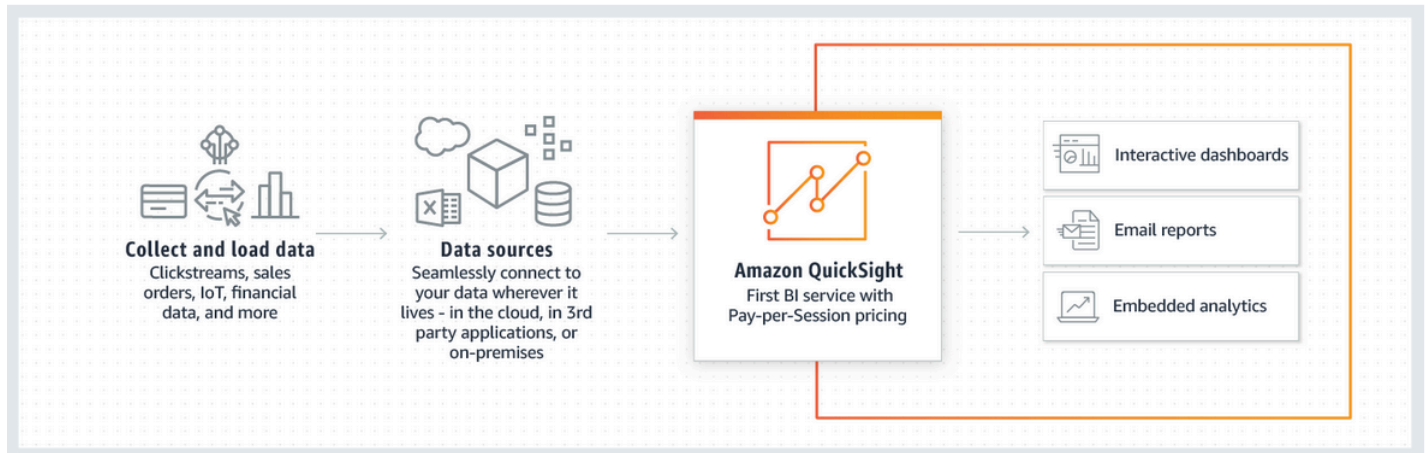 Collect and load data
Clickstreams, sales
orders, IoT, financial
data, and more
Data sources
Seamlessly connect to
your data wherever it
lives - in the cloud, in 3rd
party applications, or
on-premises
Amazon QuickSight
First BI service with
Pay-per-Session pricing
Interactive dashboards
Email reports
Embedded analytics